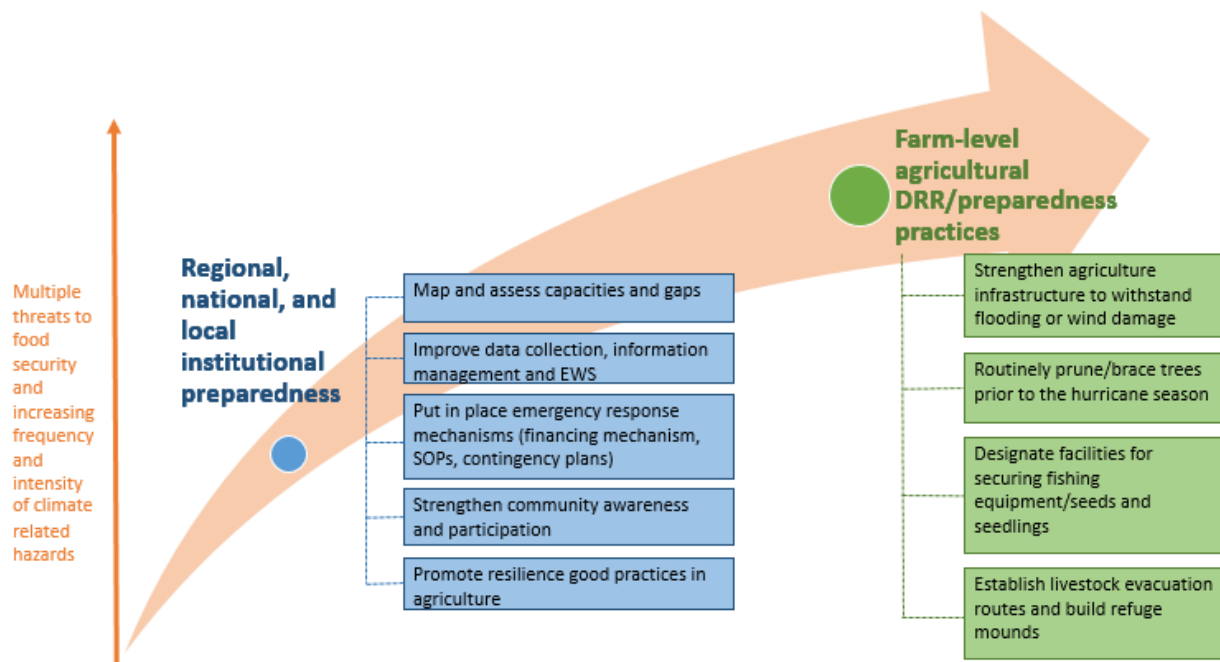 Multiple
threats to
food
security
and
increasing
frequency
and
intensity
of climate
related
hazards
Regional,
national, and
local
institutional
preparedness
Map and assess capacities and gaps
Improve data collection, information
management and EWS
Put in place emergency response
mechanisms (financing mechanism,
SOPs, contingency plans)
Strengthen community awareness
and participation
Promote resilience good practices in
agriculture
Farm-level
agricultural
DRR/preparedness
practices
Strengthen agriculture
infrastructure to withstand
flooding or wind damage
Routinely prune/brace trees
prior to the hurricane season
Designate facilities for
securing fishing
equipment/seeds and
seedlings
Establish livestock evacuation
routes and build refuge
mounds